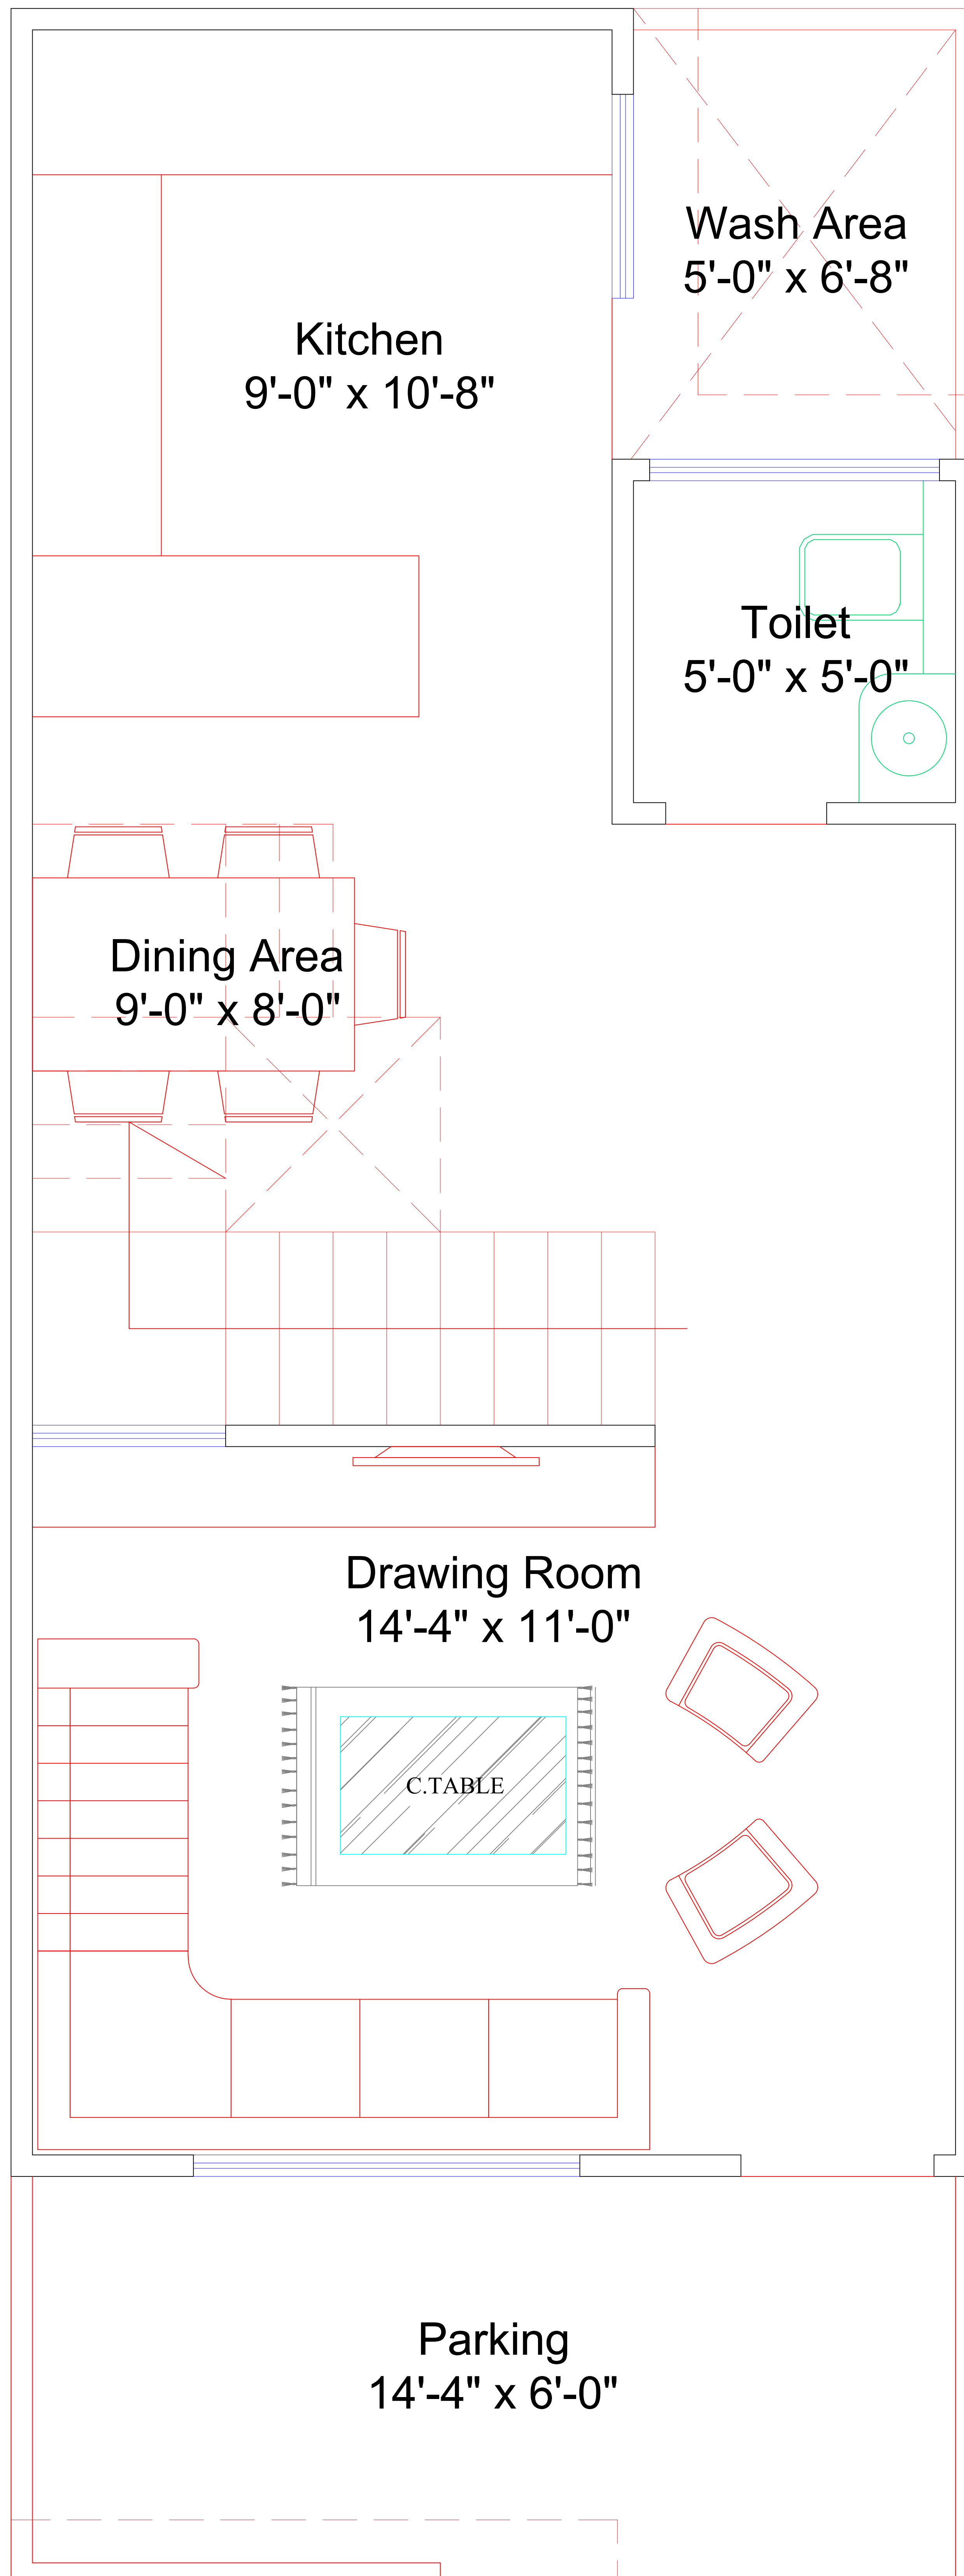 Wash Area
5'-0" x 6'-8"
Kitchen
9'-0" x 10'-8"
Toilet
5'-0" x 5'-0"
Dining Area
9'-0" x 8'-0"
Drawing Room
14'-4" x 11'-0"
C.TABLE
Parking
14'-4" x 6'-0"